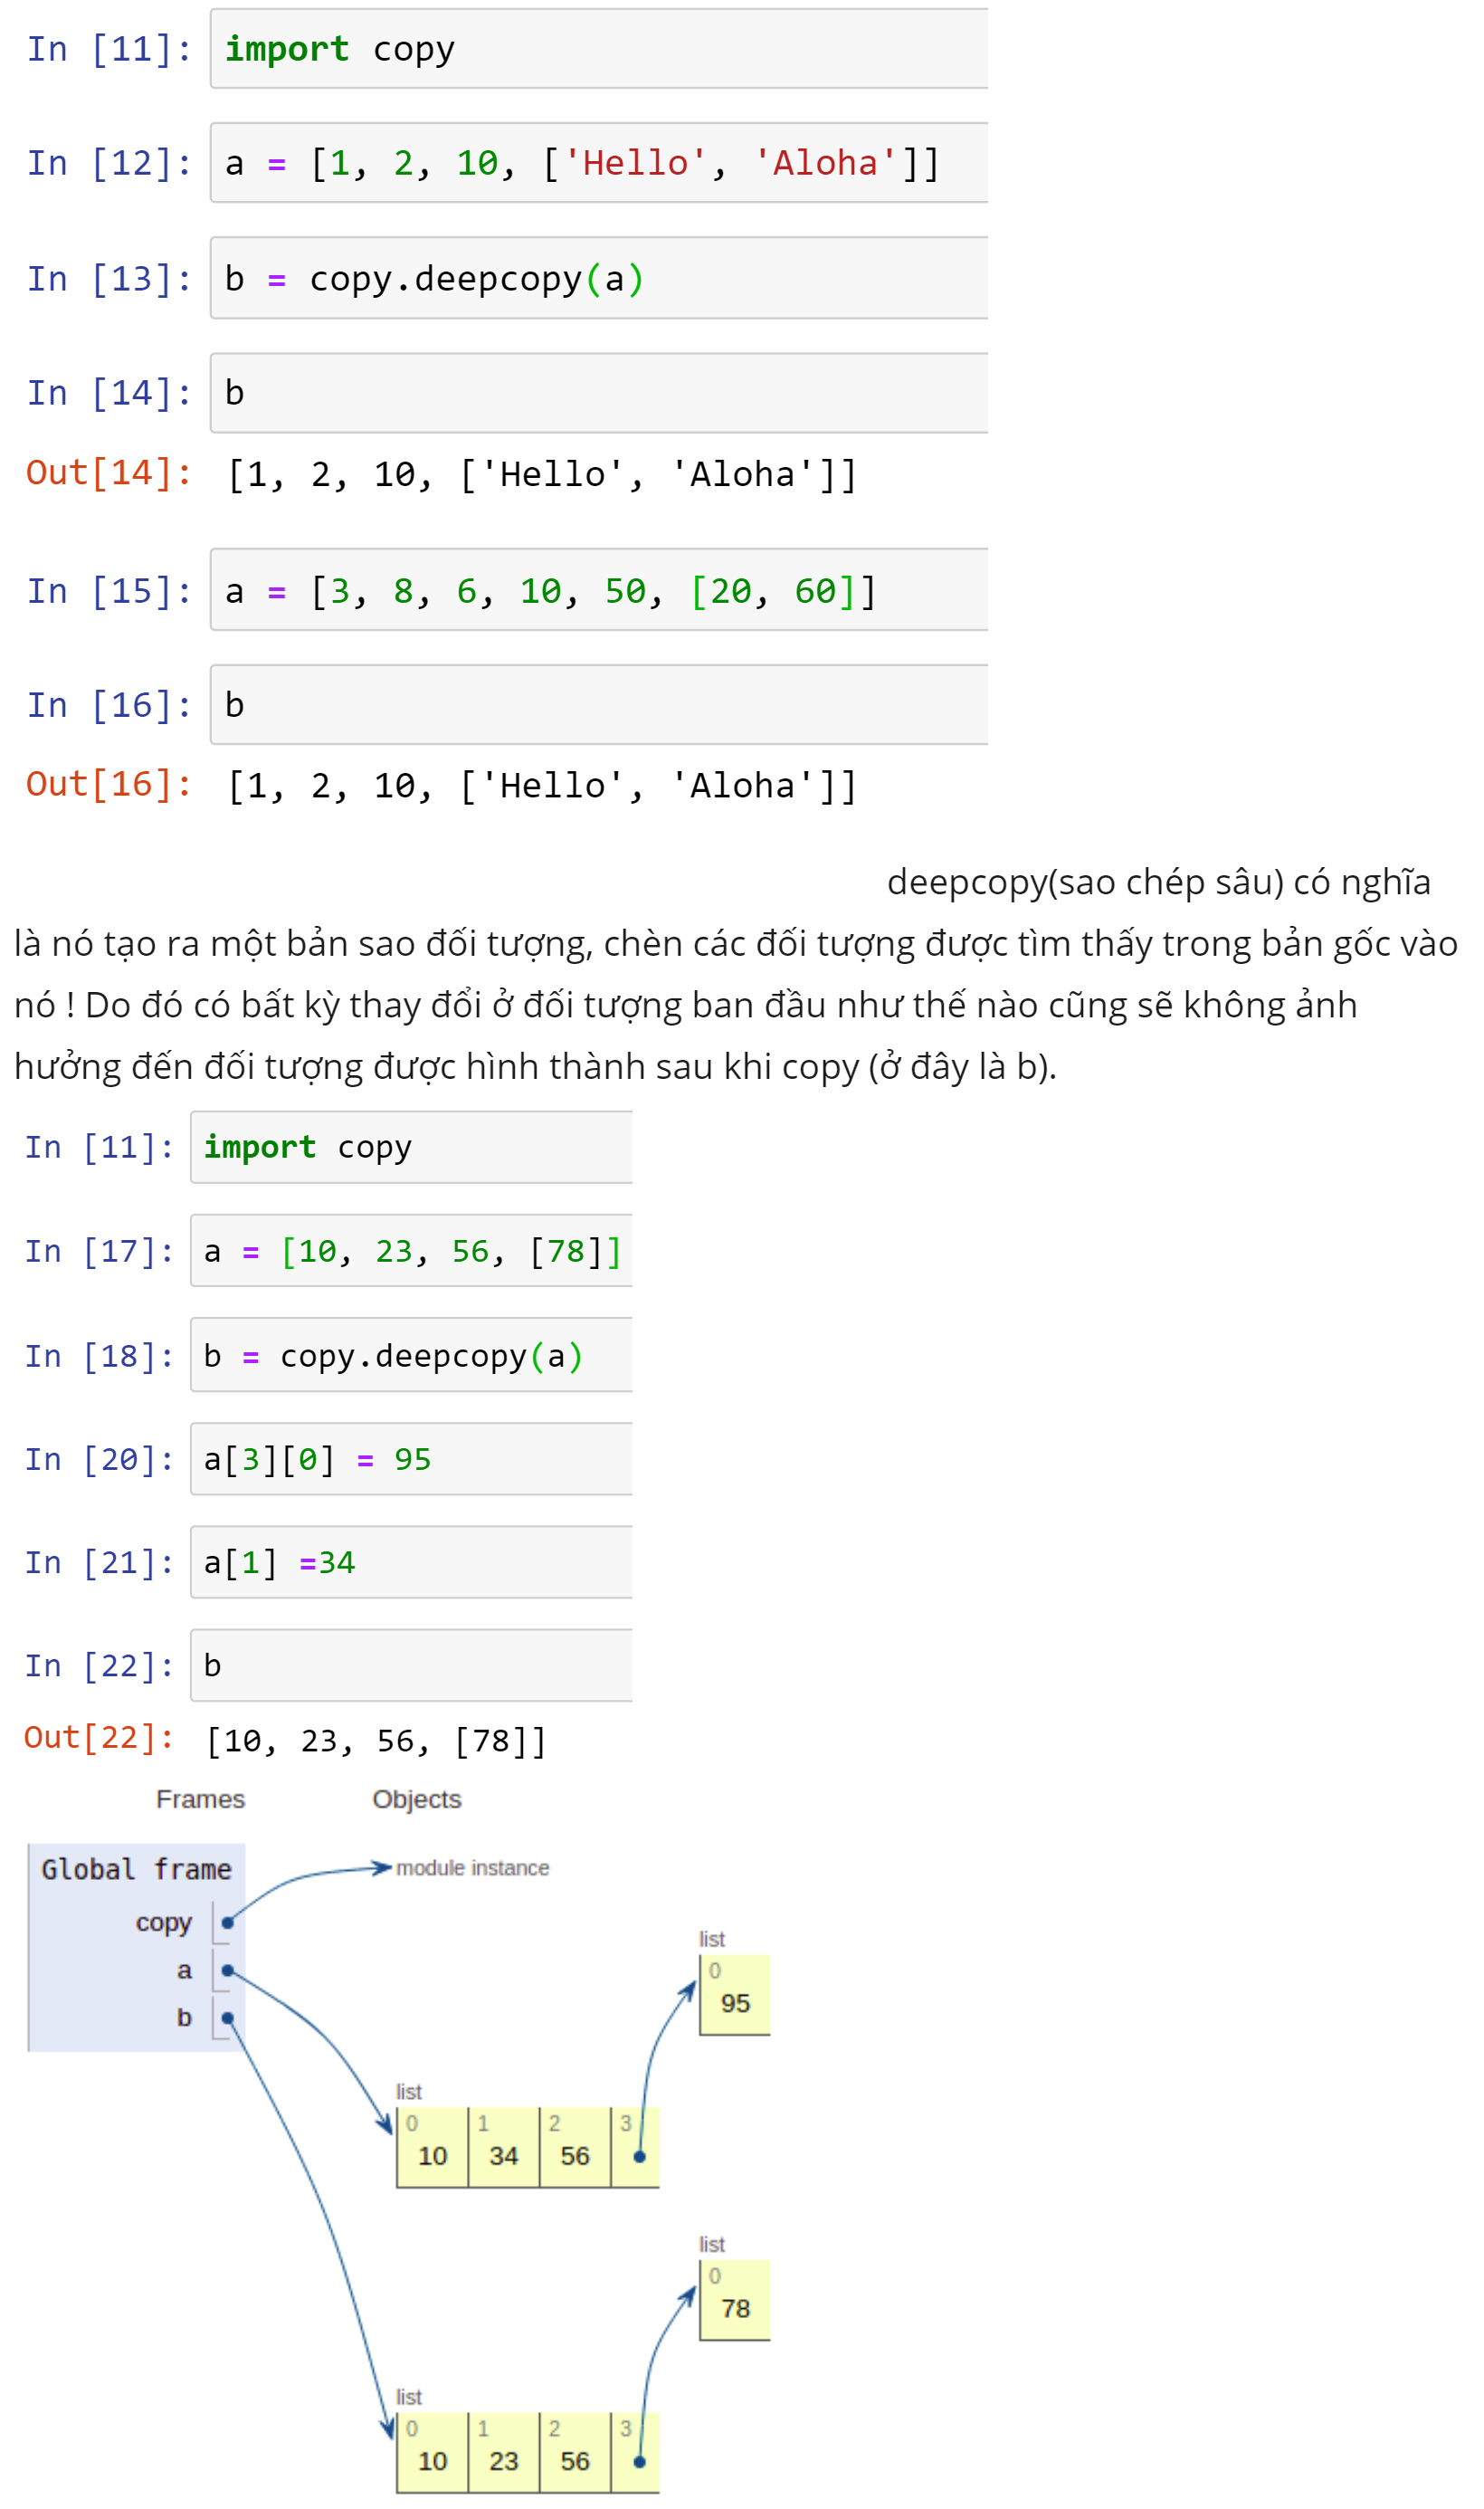 In [11]: import copy
In [12]: a = [1, 2, 10, ['Hello', 'Aloha']]
In [13]: b = copy.deepcopy(a)
In [14]: b
Out[14]: [1, 2, 10, ['Hello', 'Aloha']]
In [15]: a = [3, 8, 6, 10, 50, [20, 60]]
In [16]: b
Out[16]: [1, 2, 10, ['Hello', 'Aloha']]
deepcopy(sao chép sâu) có nghĩa
là nó tạo ra một bản sao đối tượng, chèn các đối tượng được tìm thấy trong bản gốc vào
nó ! Do đó có bất kỳ thay đổi ở đối tượng ban đầu như thế nào cũng sẽ không ảnh
hưởng đến đối tượng được hình thành sau khi copy (ở đây là b).
In [11]: import copy
In [17]: a = [10, 23, 56, [78]]
In [18]: b = copy.deepcopy(a)
In [20]: a[3][0] = 95
In [21]: a[1] =34
In [22]: b
Out[22]: [10, 23, 56, [78]]
Frames Objects
Global frame module instance
copy
list
a 0
95
b
list
0 1 2 3
10 34 56
list
0
78
list
0 1 2 3
10 23 56